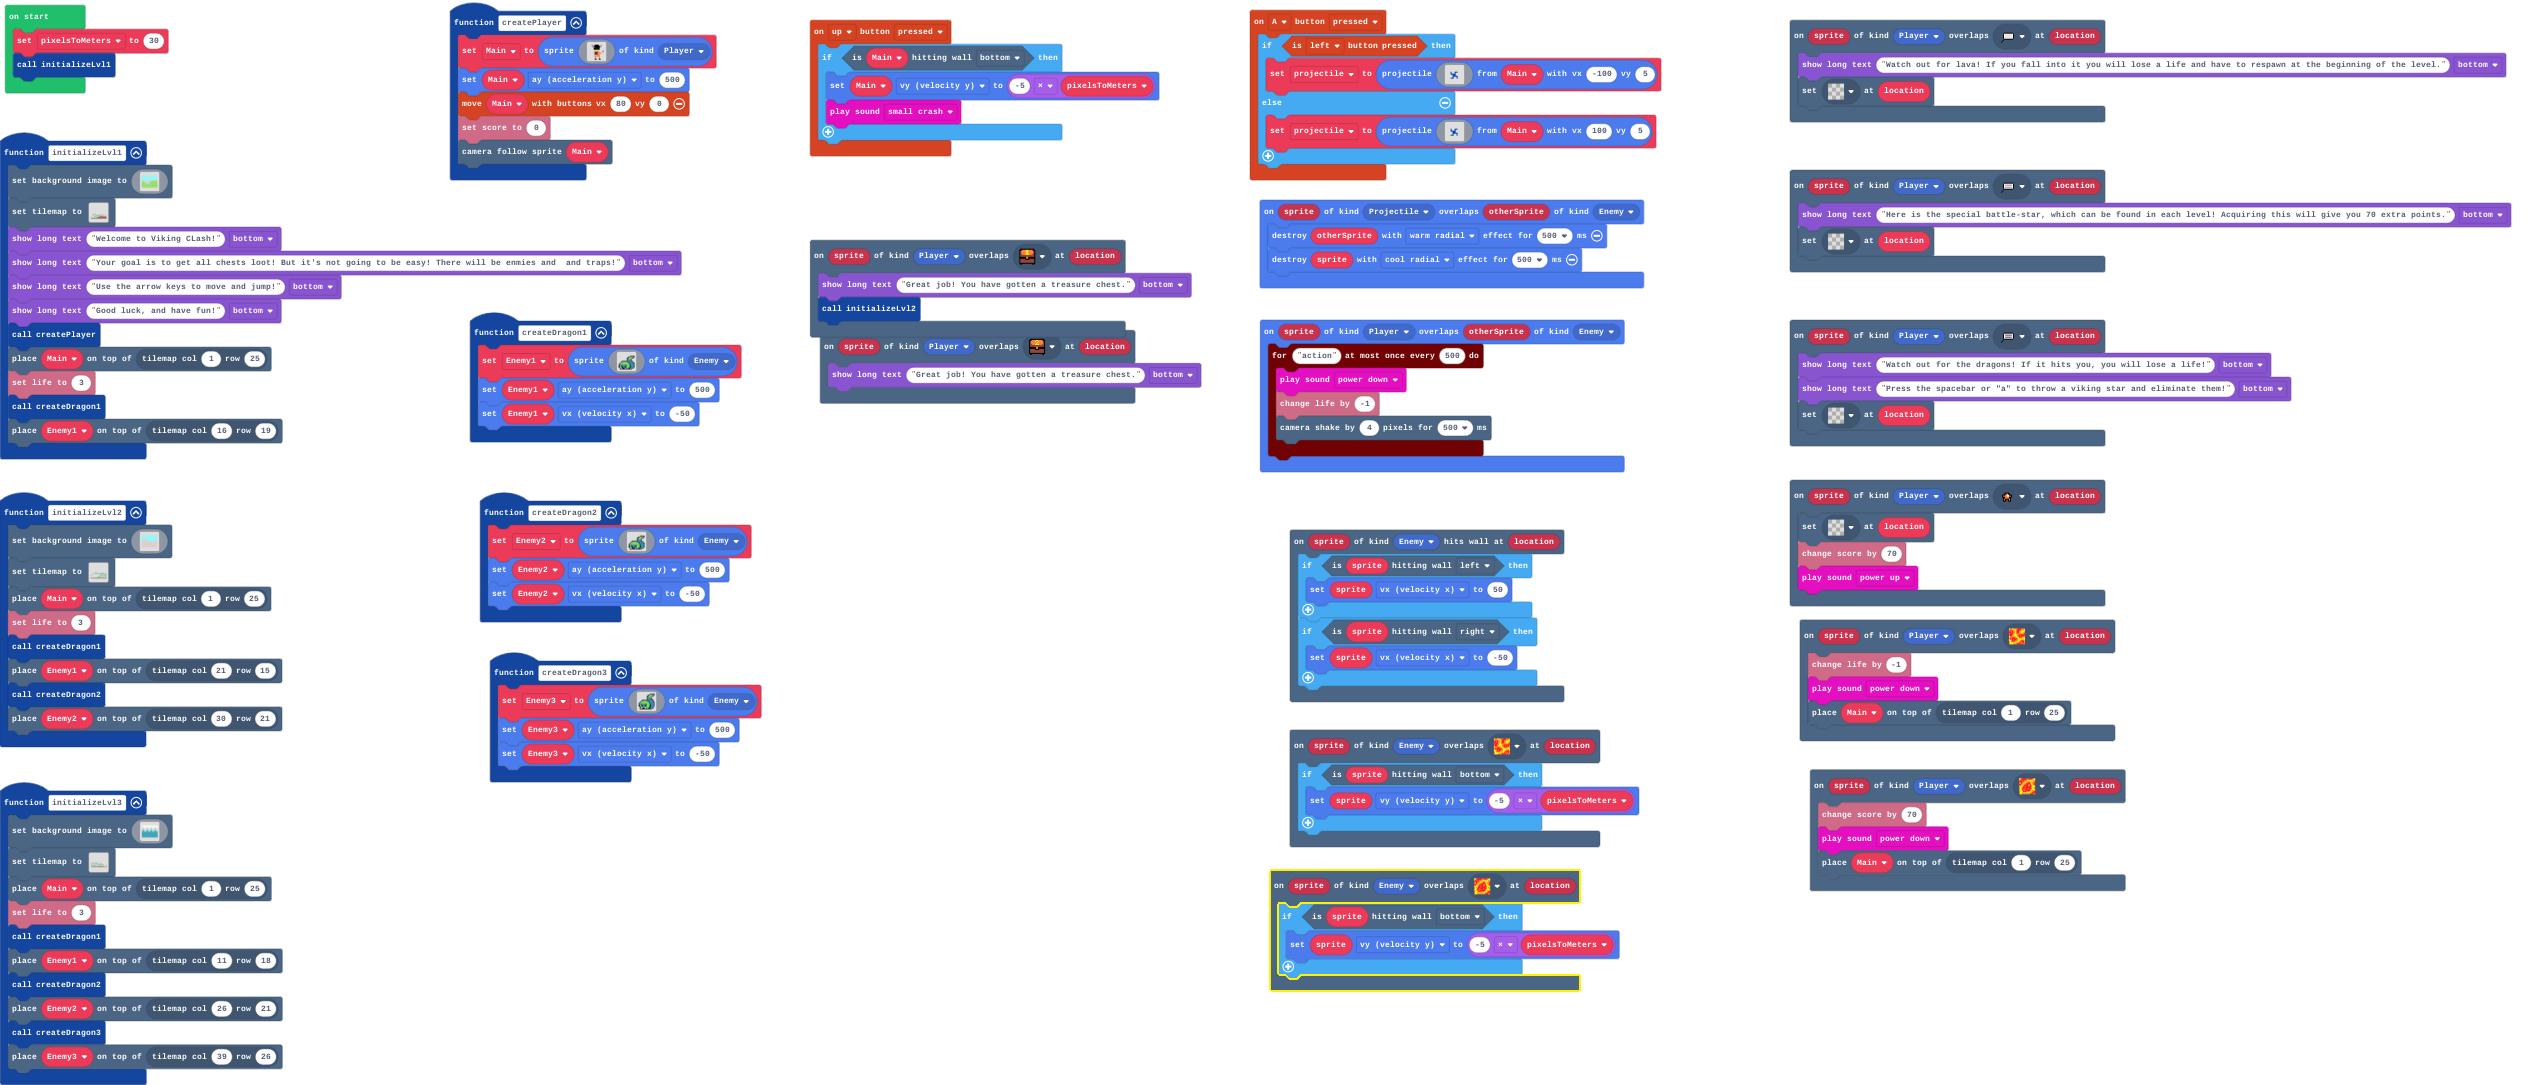 on start
set pixelsToMeters to 30
call initializeLvl1
function initializeLvl1
set background image to
set tilemap to
show long text "Welcome to Viking CLash!" bottom
show long text "Your goal is to get all chests loot! But it's not going to be easy! There will be enmies and  and traps!" bottom
show long text "Use the arrow keys to move and jump!" bottom
show long text "Good luck, and have fun!" bottom
call createPlayer
place Main on top of tilemap col 1 row 25
set life to 3
call createDragon1
place Enemy1 on top of tilemap col 16 row 19
function initializeLvl2
set background image to
set tilemap to
place Main on top of tilemap col 1 row 25
set life to 3
call createDragon1
place Enemy1 on top of tilemap col 21 row 15
call createDragon2
place Enemy2 on top of tilemap col 30 row 21
function initializeLvl3
set background image to
set tilemap to
place Main on top of tilemap col 1 row 25
set life to 3
call createDragon1
place Enemy1 on top of tilemap col 11 row 18
call createDragon2
place Enemy2 on top of tilemap col 26 row 21
call createDragon3
place Enemy3 on top of tilemap col 39 row 26
function createPlayer
set Main to sprite of kind Player
set Main ay (acceleration y) to 500
move Main with buttons vx 80 vy 0
set score to 0
camera follow sprite Main
function createDragon1
set Enemy1 to sprite of kind Enemy
set Enemy1 ay (acceleration y) to 500
set Enemy1 vx (velocity x) to -50
function createDragon2
set Enemy2 to sprite of kind Enemy
set Enemy2 ay (acceleration y) to 500
set Enemy2 vx (velocity x) to -50
function createDragon3
set Enemy3 to sprite of kind Enemy
set Enemy3 ay (acceleration y) to 500
set Enemy3 vx (velocity x) to -50
on up button pressed
if is Main hitting wall bottom then
set Main vy (velocity y) to -5 × pixelsToMeters
play sound small crash
on sprite of kind Player overlaps at location
show long text "Great job! You have gotten a treasure chest." bottom
call initializeLvl2
on sprite of kind Player overlaps at location
show long text "Great job! You have gotten a treasure chest." bottom
on A button pressed
if is left button pressed then
set projectile to projectile from Main with vx -100 vy 5
else
set projectile to projectile from Main with vx 100 vy 5
on sprite of kind Projectile overlaps otherSprite of kind Enemy
destroy otherSprite with warm radial effect for 500 ms
destroy sprite with cool radial effect for 500 ms
on sprite of kind Player overlaps otherSprite of kind Enemy
for "action" at most once every 500 do
play sound power down
change life by -1
camera shake by 4 pixels for 500 ms
on sprite of kind Enemy hits wall at location
if is sprite hitting wall left then
set sprite vx (velocity x) to 50
if is sprite hitting wall right then
set sprite vx (velocity x) to -50
on sprite of kind Enemy overlaps at location
if is sprite hitting wall bottom then
set sprite vy (velocity y) to -5 × pixelsToMeters
on sprite of kind Enemy overlaps at location
if is sprite hitting wall bottom then
set sprite vy (velocity y) to -5 × pixelsToMeters
on sprite of kind Player overlaps at location
show long text "Watch out for lava! If you fall into it you will lose a life and have to respawn at the beginning of the level." bottom
set at location
on sprite of kind Player overlaps at location
show long text "Here is the special battle-star, which can be found in each level! Acquiring this will give you 70 extra points." bottom
set at location
on sprite of kind Player overlaps at location
show long text "Watch out for the dragons! If it hits you, you will lose a life!" bottom
show long text "Press the spacebar or "a" to throw a viking star and eliminate them!" bottom
set at location
on sprite of kind Player overlaps at location
set at location
change score by 70
play sound power up
on sprite of kind Player overlaps at location
change life by -1
play sound power down
place Main on top of tilemap col 1 row 25
on sprite of kind Player overlaps at location
change score by 70
play sound power down
place Main on top of tilemap col 1 row 25